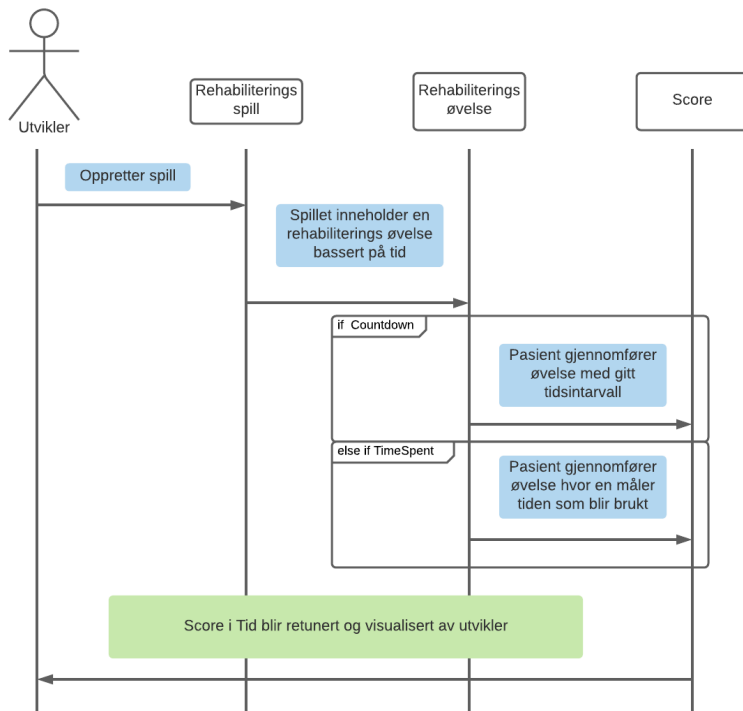 Utvikler
Rehabiliterings
spill
Rehabiliterings
øvelse
Score
Oppretter spill
Spillet inneholder en
rehabiliterings øvelse
bassert på tid
if Countdown
Pasient gjennomfører
øvelse med gitt
tidsintarvall
else if TimeSpent
Pasient gjennomfører
øvelse hvor en måler
tiden som blir brukt
Score i Tid blir retunert og visualisert av utvikler